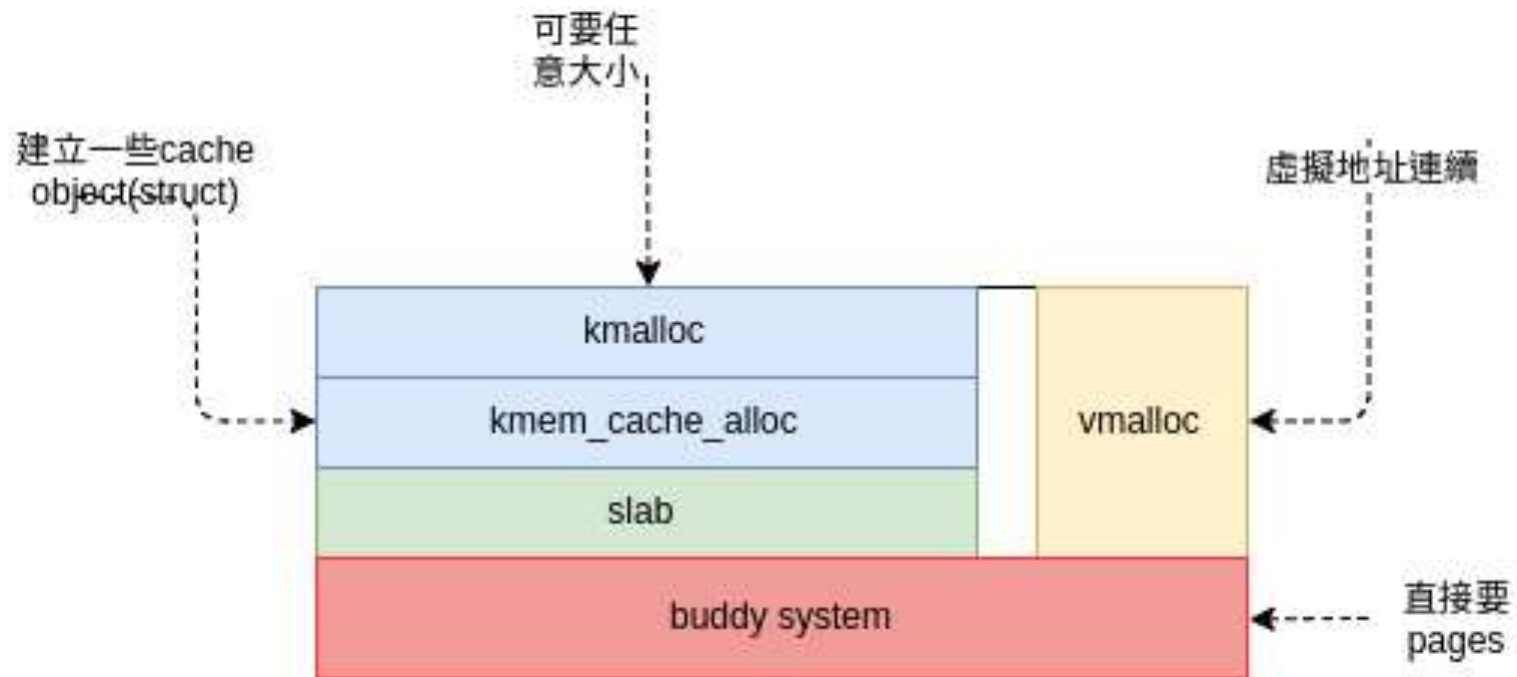 可要任
意大小
建立一些cache
object(struct)
虛擬地址連續
kmalloc
kmem_cache_alloc
vmalloc
slab
buddy system
直接要
pages